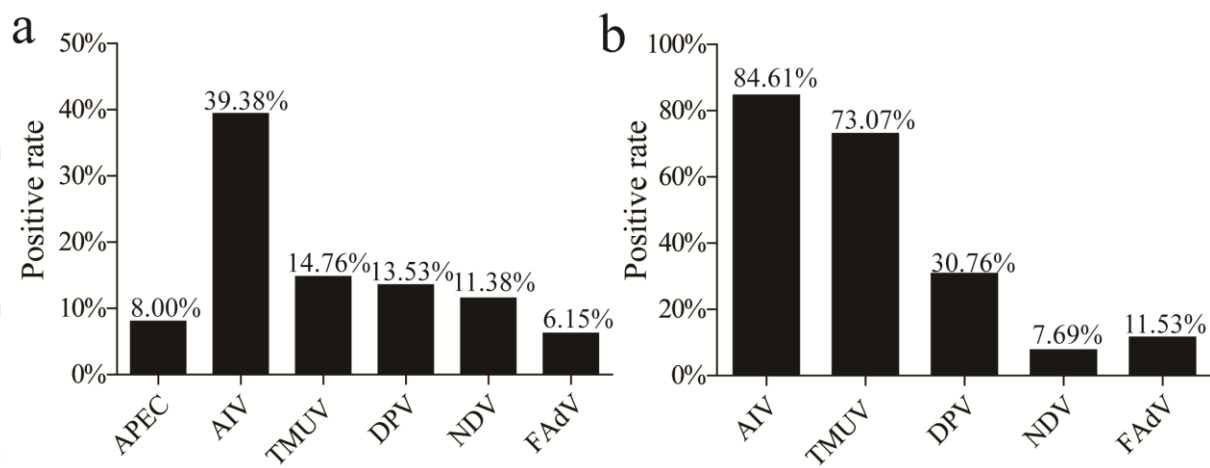 a
Positive rate
50%
40%
30%
20%
10%
0%
8.00%
39.38%
14.76%
13.53%
11.38%
6.15%
APEC
AIV
TMUV
DPV
NDV
FAdV
b
Positive rate
100%
80%
60%
40%
20%
0%
84.61%
73.07%
30.76%
7.69%
11.53%
AIV
TMUV
DPV
NDV
FAdV